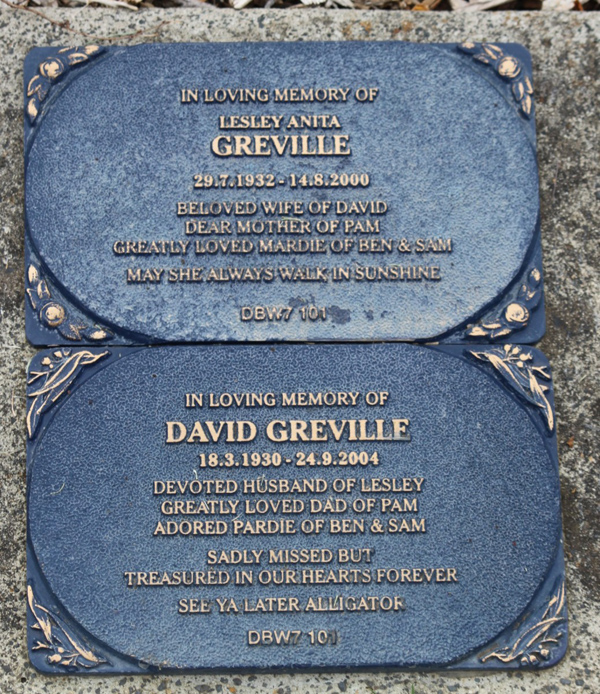 IN LOVING MEMORY OF
LESLEY ANITA
GREVILLE
29.7.1932 - 14.8.2000
BELOVED WIFE OF DAVID
DEAR MOTHER OF PAM
GREATLY LOVED MARDIE OF BEN & SAM
MAY SHE ALWAYS WALK IN SUNSHINE
DBW7 101
IN LOVING MEMORY OF
DAVID GREVILLE
18.3.1930 - 24.9.2004
DEVOTED HUSBAND OF LESLEY
GREATLY LOVED DAD OF PAM
ADORED PARDIE OF BEN & SAM
SADLY MISSED BUT
TREASURED IN OUR HEARTS FOREVER
SEE YA LATER ALLIGATOR
DBW7 101